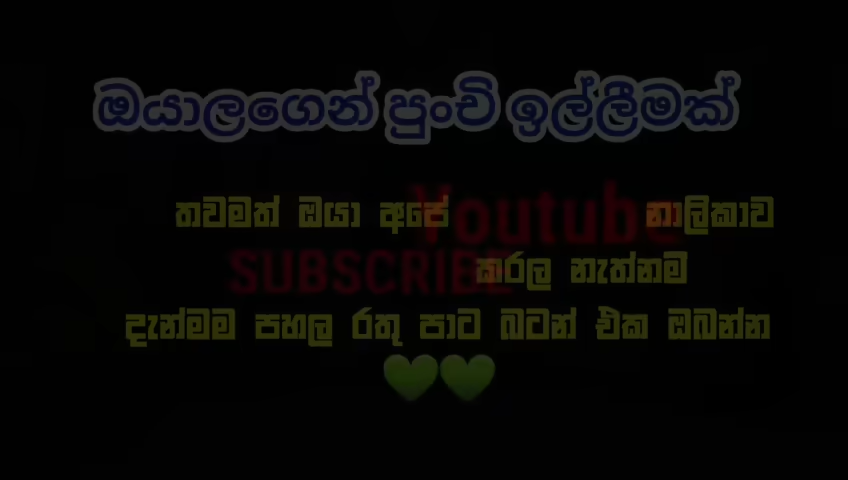 ඔයාලගෙන් පුංචි ඉල්ලීමක්
තවමත් ඔයා අපේ Youtube නාලිකාව
SUBSCRIBE කරල නැත්නම්
දැන්මම පහල රතු පාට බටන් එක ඔබන්න